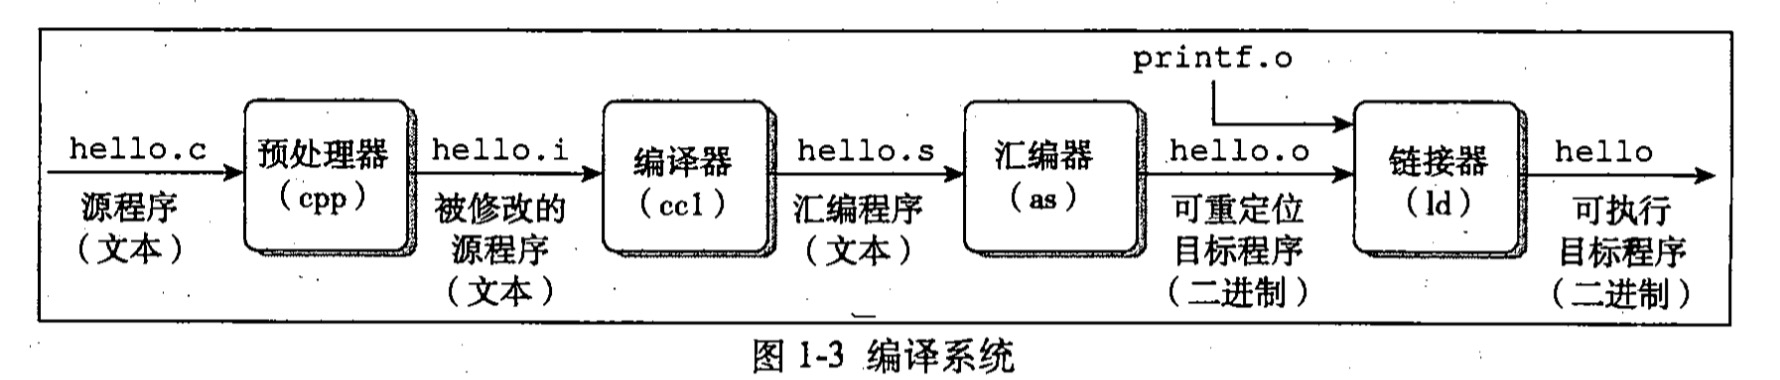 printf.o
hello.c
预处理器
(cpp)
hello.i
编译器
(cc1)
hello.s
汇编器
(as)
hello.o
链接器
(ld)
hello
源程序
(文本)
被修改的
源程序
(文本)
汇编程序
(文本)
可重定位
目标程序
(二进制)
可执行
目标程序
(二进制)
图 1-3 编译系统